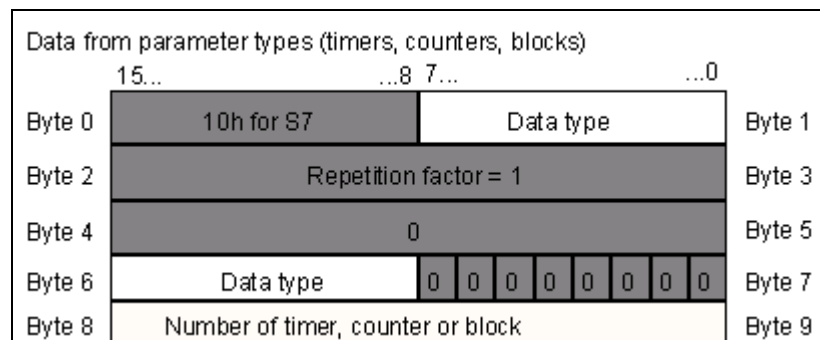 Data from parameter types (timers, counters, blocks)
15... ...8 7... ...0
Byte 0 10h for S7 Data type Byte 1
Byte 2 Repetition factor = 1 Byte 3
Byte 4 0 Byte 5
Byte 6 Data type 0 0 0 0 0 0 0 0 Byte 7
Byte 8 Number of timer, counter or block Byte 9